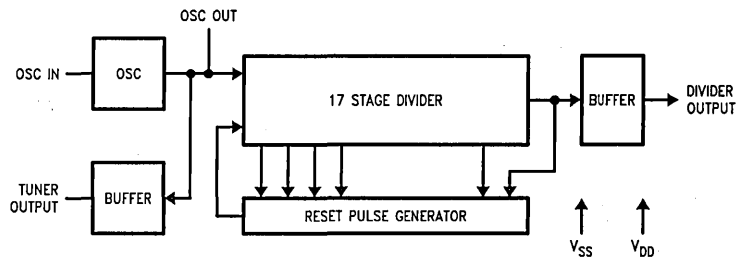 OSC OUT
OSC IN
OSC
17 STAGE DIVIDER
BUFFER
DIVIDER
OUTPUT
TUNER
OUTPUT
BUFFER
RESET PULSE GENERATOR
VSS
VDD